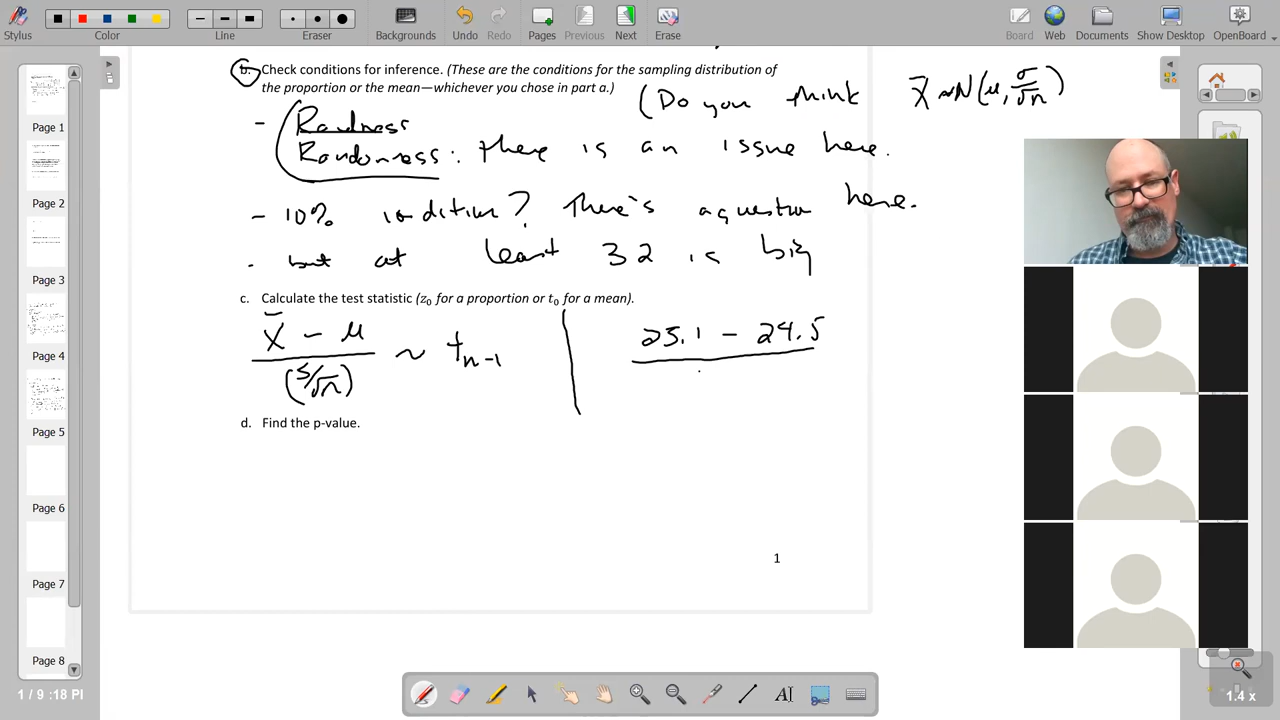 Stylus
Color
Line
Eraser
Backgrounds
Undo
Redo
Pages
Previous
Next
Erase
Board
Web
Documents
Show Desktop
OpenBoard
Page 1
Page 2
Page 3
Page 4
Page 5
Page 6
Page 7
Page 8
1 / 9 :18 PI
b. Check conditions for inference. (These are the conditions for the sampling distribution of
the proportion or the mean—whichever you chose in part a.)
(Do you think X̄ ~ N(μ, σ/√n)
- Randness
Randomness: there is an issue here.
- 10% condition? There's a question here.
- but at least 32 is big
c. Calculate the test statistic (z₀ for a proportion or t₀ for a mean).
X̄ - μ
(s/√n) ~ tn-1
25.1 - 24.5
d. Find the p-value.
1
1.4 x